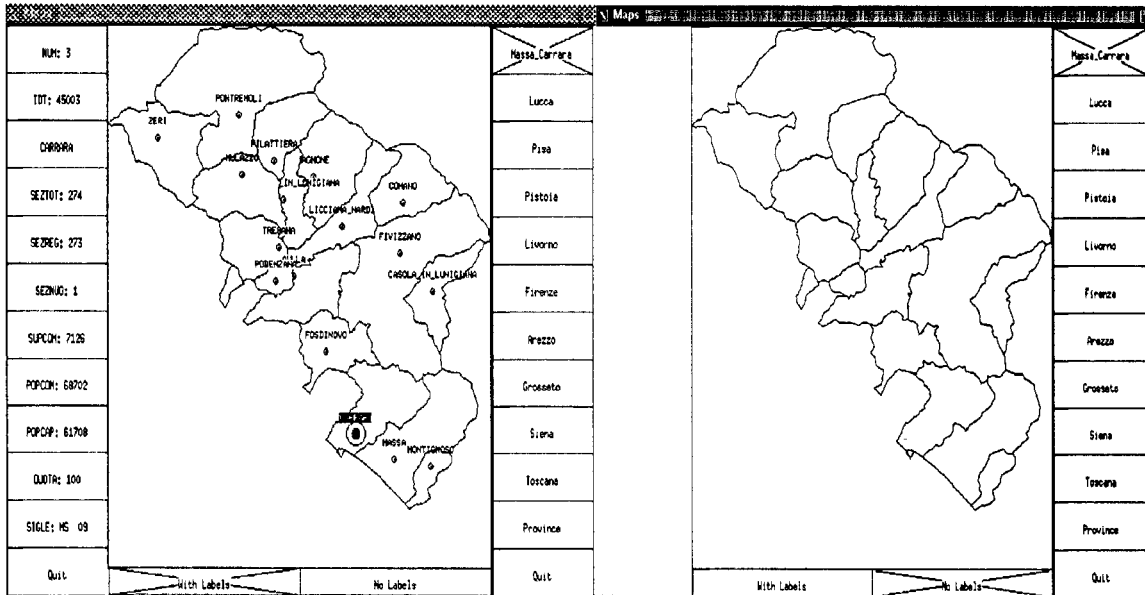 Maps
NUM: 3
TDT: 45003
CARRARA
SEZTOT: 274
SEZREG: 273
SEZNUO: 1
SUPCOM: 7126
POPCOM: 68702
POPCAP: 61708
QUOTA: 100
SIGLE: MS 09
Quit
PONTREMOLI
ZERI
FILATTIERA
MULAZZO
BAGNONE
IN_LUNIGIANA
COMANO
LICCIANA_NARDI
TRESANA
FIVIZZANO
PODENZANA
CASOLA_IN_LUNIGIANA
FOSDINOVO
MASSA
MONTIGNOSO
With Labels
No Labels
Massa_Carrara
Lucca
Pisa
Pistoia
Livorno
Firenze
Arezzo
Grosseto
Siena
Toscana
Province
Quit
Maps
With Labels
No Labels
Massa_Carrara
Lucca
Pisa
Pistoia
Livorno
Firenze
Arezzo
Grosseto
Siena
Toscana
Province
Quit